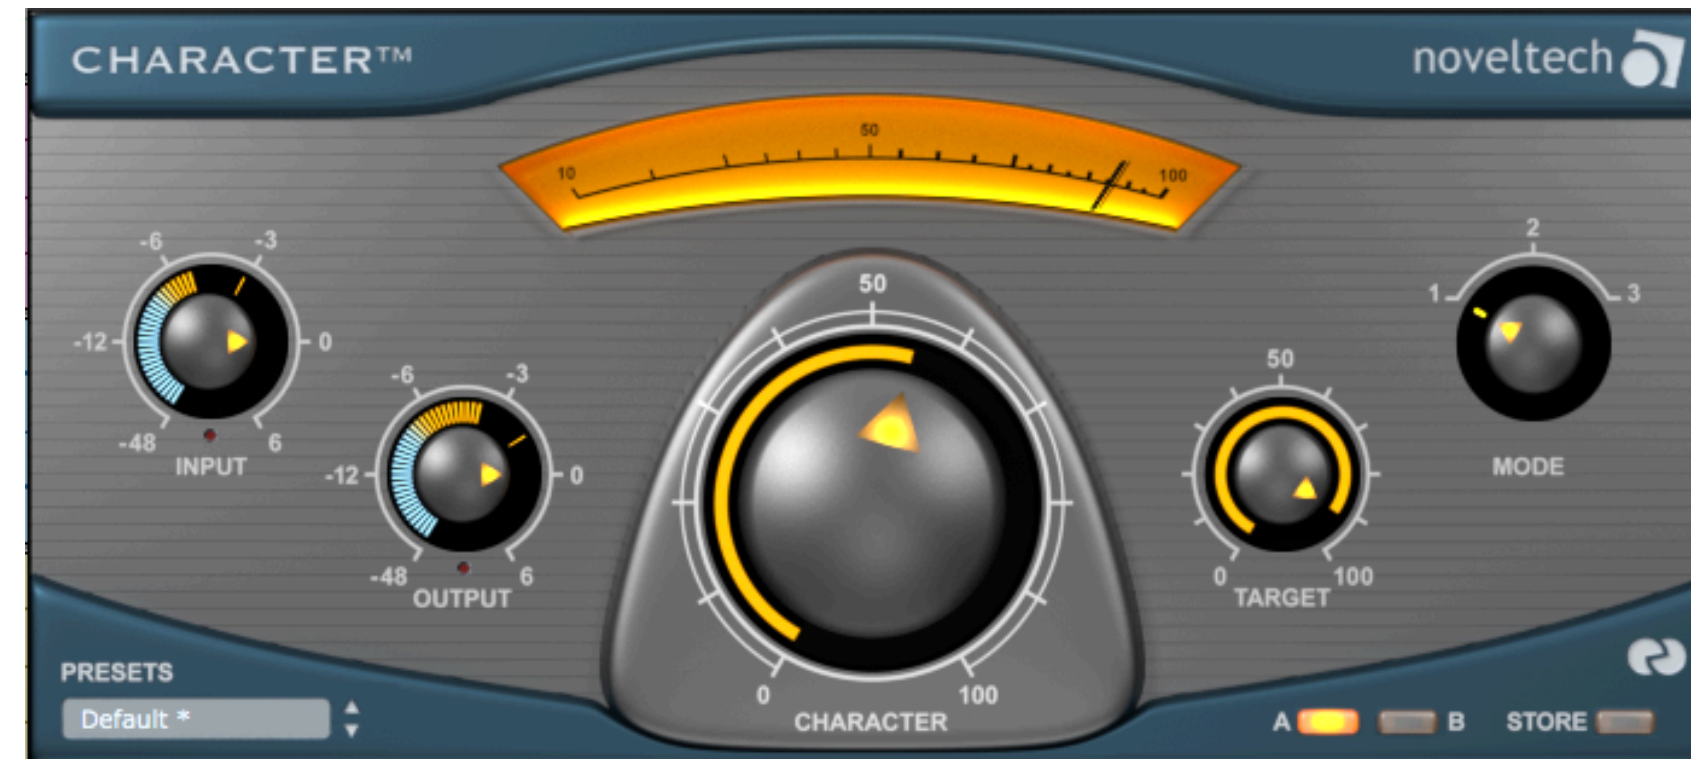 CHARACTER™
noveltech
10
50
100
-6
-3
-12
0
-48
6
INPUT
-6
-3
-12
0
-48
6
OUTPUT
50
0
100
CHARACTER
50
0
100
TARGET
1
2
3
MODE
PRESETS
Default *
A
B
STORE